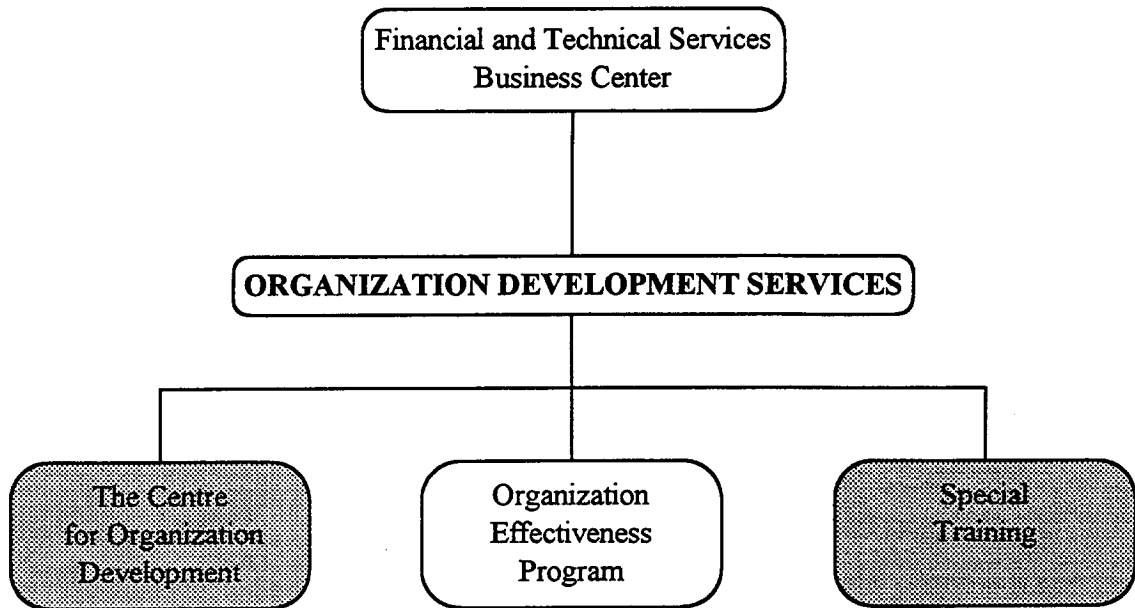 Financial and Technical Services
Business Center
ORGANIZATION DEVELOPMENT SERVICES
The Centre
for Organization
Development
Organization
Effectiveness
Program
Special
Training